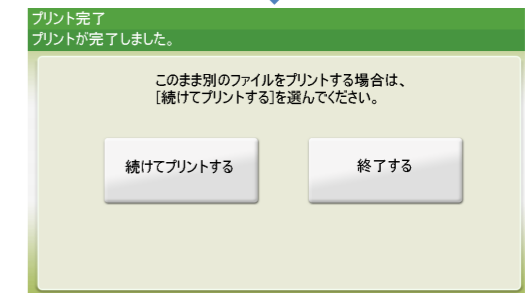 プリント完了
プリントが完了しました。
このまま別のファイルをプリントする場合は、
[続けてプリントする]を選んでください。
続けてプリントする
終了する